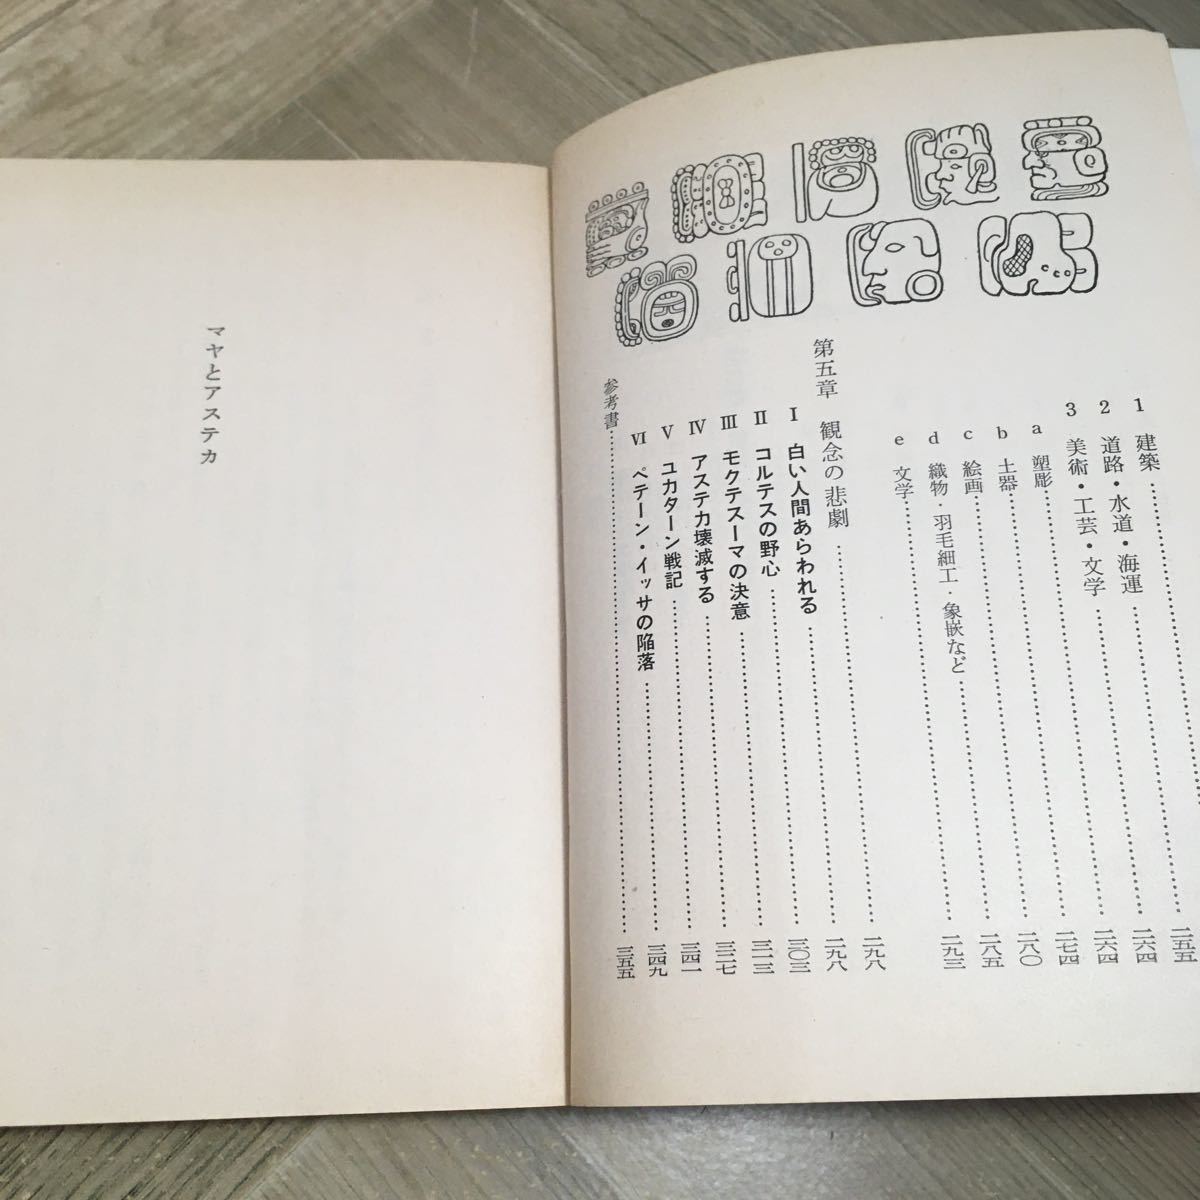 1 建築……二五五
2 道路・水道・海運……二六四
3 美術・工芸・文学……二六四
a 塑彫……二七四
b 土器……二八〇
c 絵画……二八五
d 織物・羽毛細工・象嵌など……二九三
e 文学……
第五章 観念の悲劇……二九八
Ⅰ 白い人間あらわれる……二九八
Ⅱ コルテスの野心……三〇三
Ⅲ モクテスーマの決意……三一三
Ⅳ アステカ壊滅する……三二七
Ⅴ ユカターン戦記……三四一
Ⅵ ペテーン・イッサの陥落……三四九
参考書……三五五
マヤとアステカ